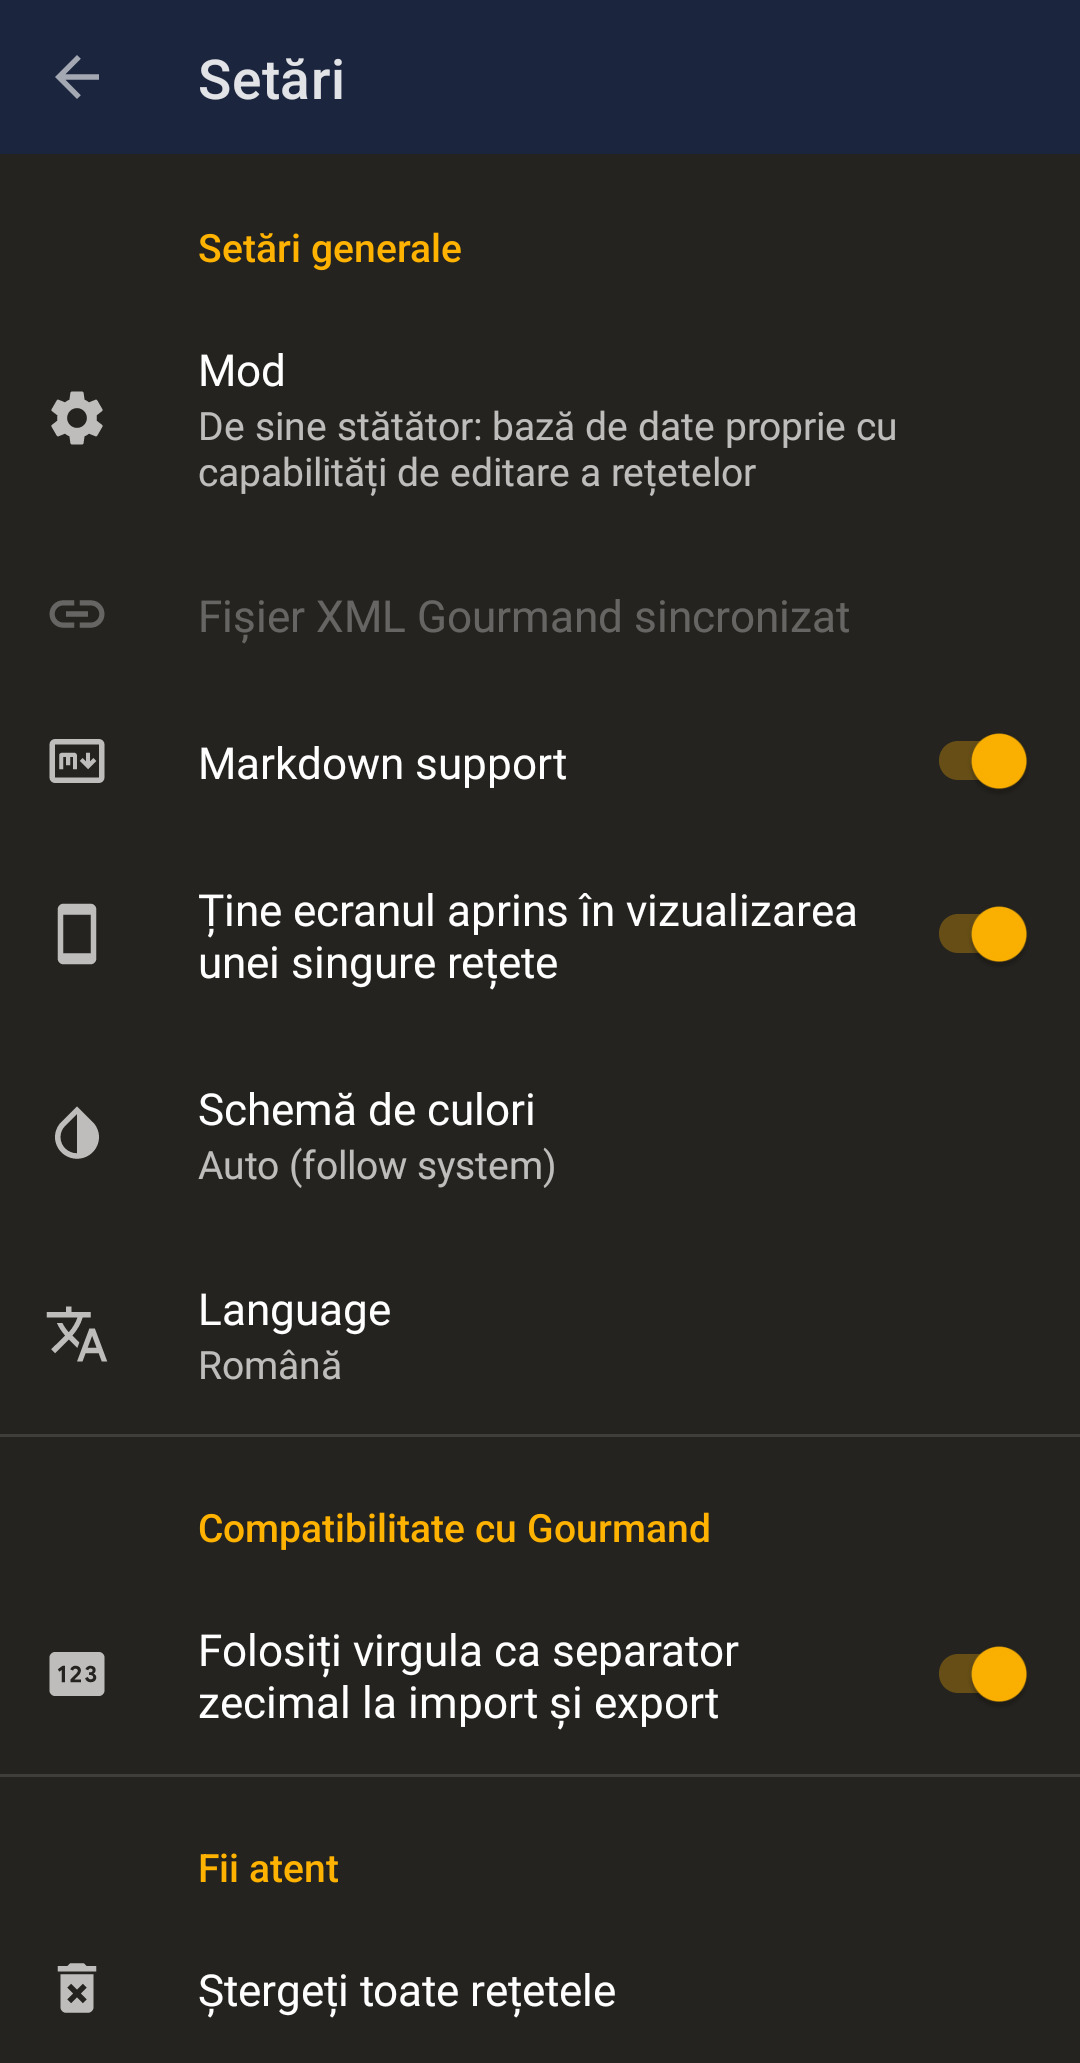 Setări
Setări generale
Mod
De sine stătător: bază de date proprie cu
capabilități de editare a rețetelor
Fișier XML Gourmand sincronizat
Markdown support
Ține ecranul aprins în vizualizarea
unei singure rețete
Schemă de culori
Auto (follow system)
Language
Română
Compatibilitate cu Gourmand
123
Folosiți virgula ca separator
zecimal la import și export
Fii atent
Ștergeți toate rețetele